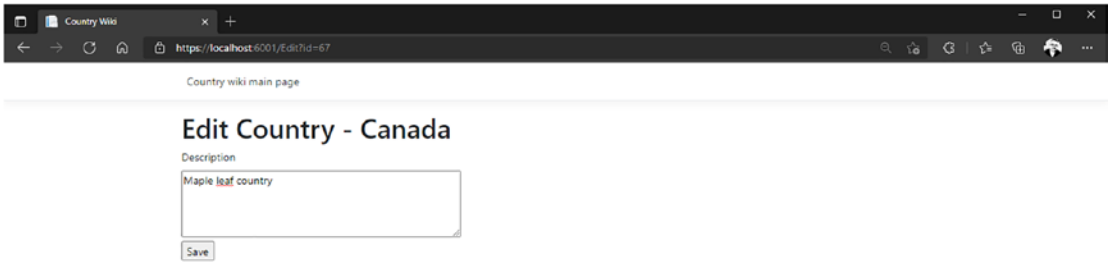 Country Wiki
https://localhost:6001/Edit?id=67
Country wiki main page
Edit Country - Canada
Description
Maple leaf country
Save